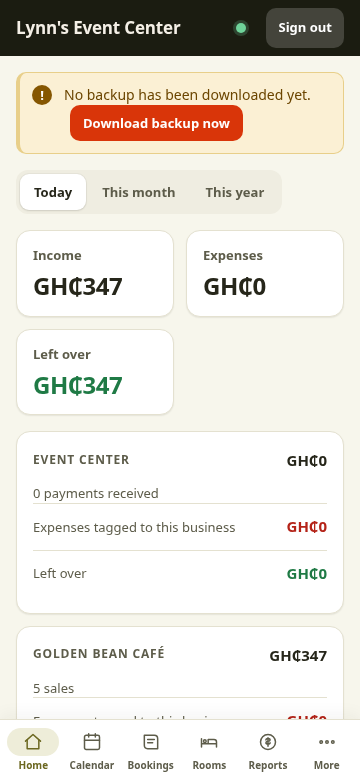 Lynn's Event Center
Sign out
! No backup has been downloaded yet.
Download backup now
Today This month This year
Income Expenses
GH₵347 GH₵0
Left over
GH₵347
EVENT CENTER GH₵0
0 payments received
Expenses tagged to this business GH₵0
Left over GH₵0
GOLDEN BEAN CAFÉ GH₵347
5 sales
Home Calendar Bookings Rooms Reports More